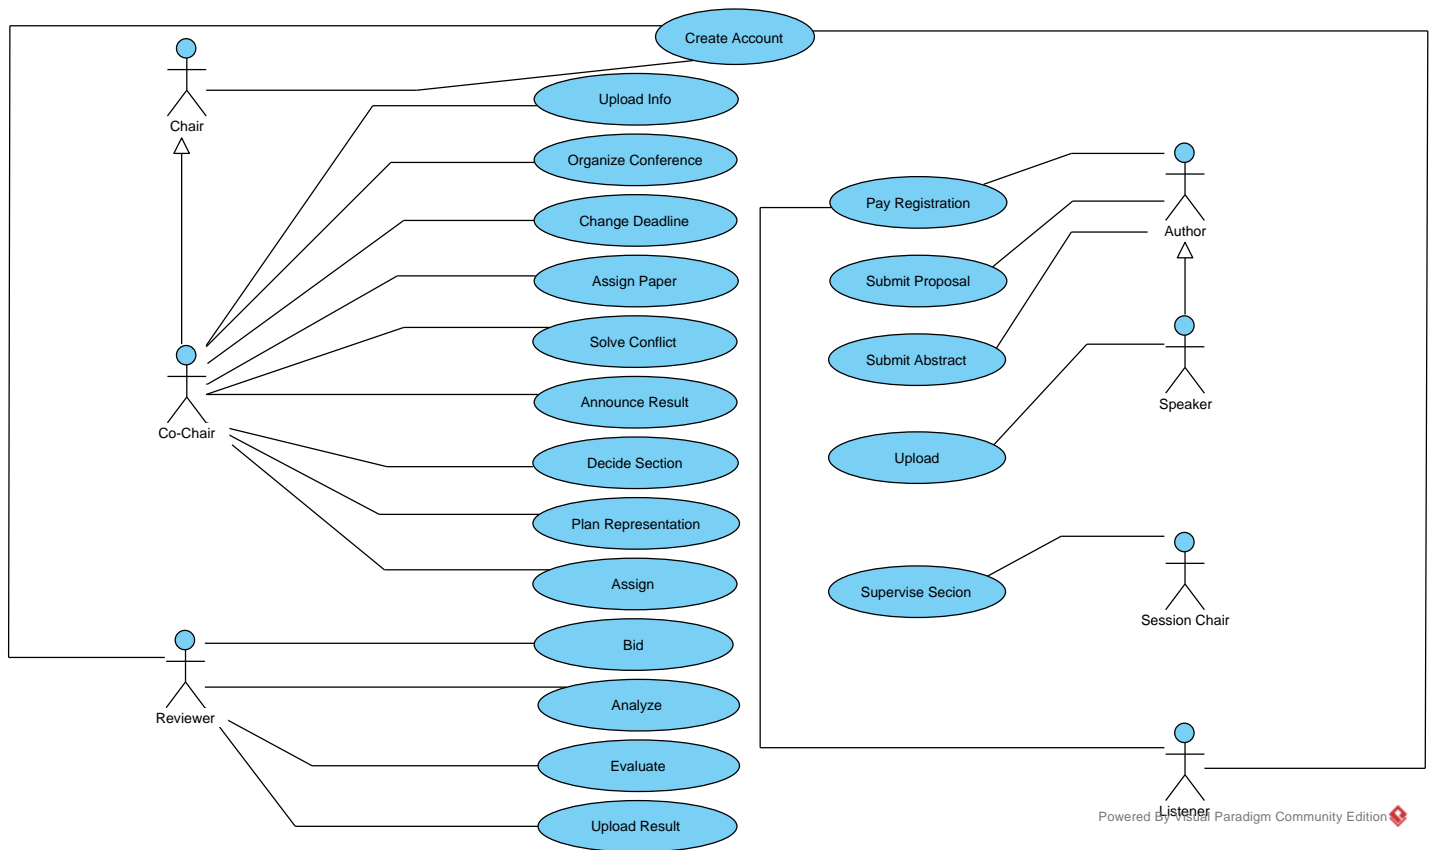 Create Account
Chair
Upload Info
Organize Conference
Change Deadline
Assign Paper
Solve Conflict
Announce Result
Decide Section
Plan Representation
Assign
Co-Chair
Bid
Analyze
Evaluate
Upload Result
Reviewer
Pay Registration
Submit Proposal
Submit Abstract
Upload
Supervise Secion
Author
Speaker
Session Chair
Listener
Powered By Visual Paradigm Community Edition